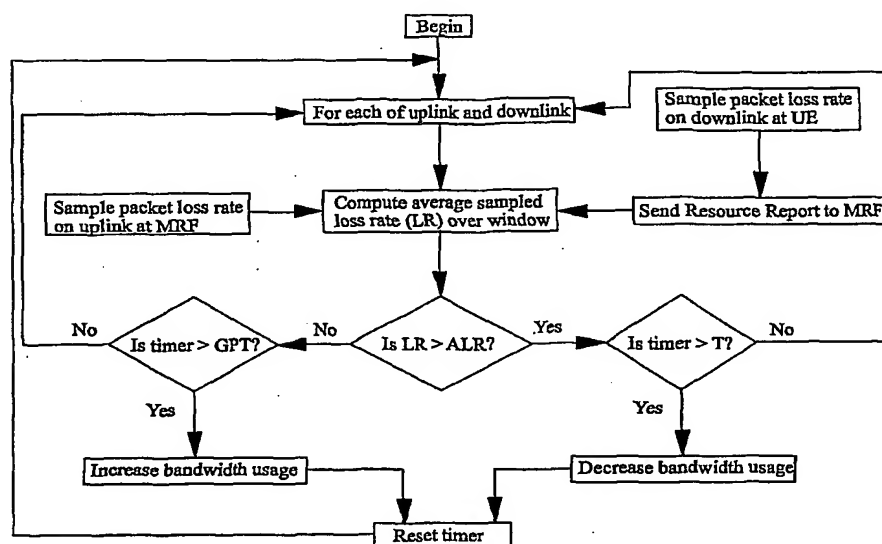 Begin
For each of uplink and downlink
Sample packet loss rate
on downlink at UE
Sample packet loss rate
on uplink at MRF
Compute average sampled
loss rate (LR) over window
Send Resource Report to MRF
No
Is timer > GPT?
No
Is LR > ALR?
Yes
Is timer > T?
No
Yes
Yes
Increase bandwidth usage
Decrease bandwidth usage
Reset timer